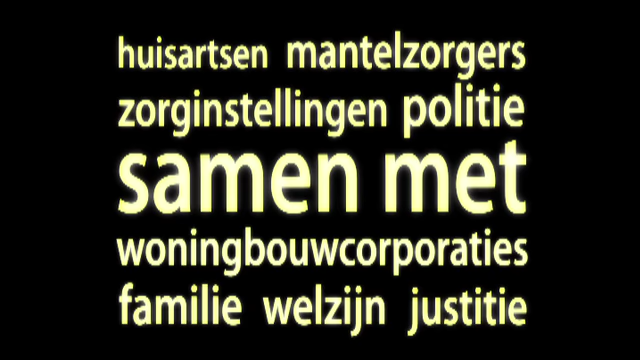 huisartsen mantelzorgers
zorginstellingen politie
samen met
woningbouwcorporaties
familie welzijn justitie